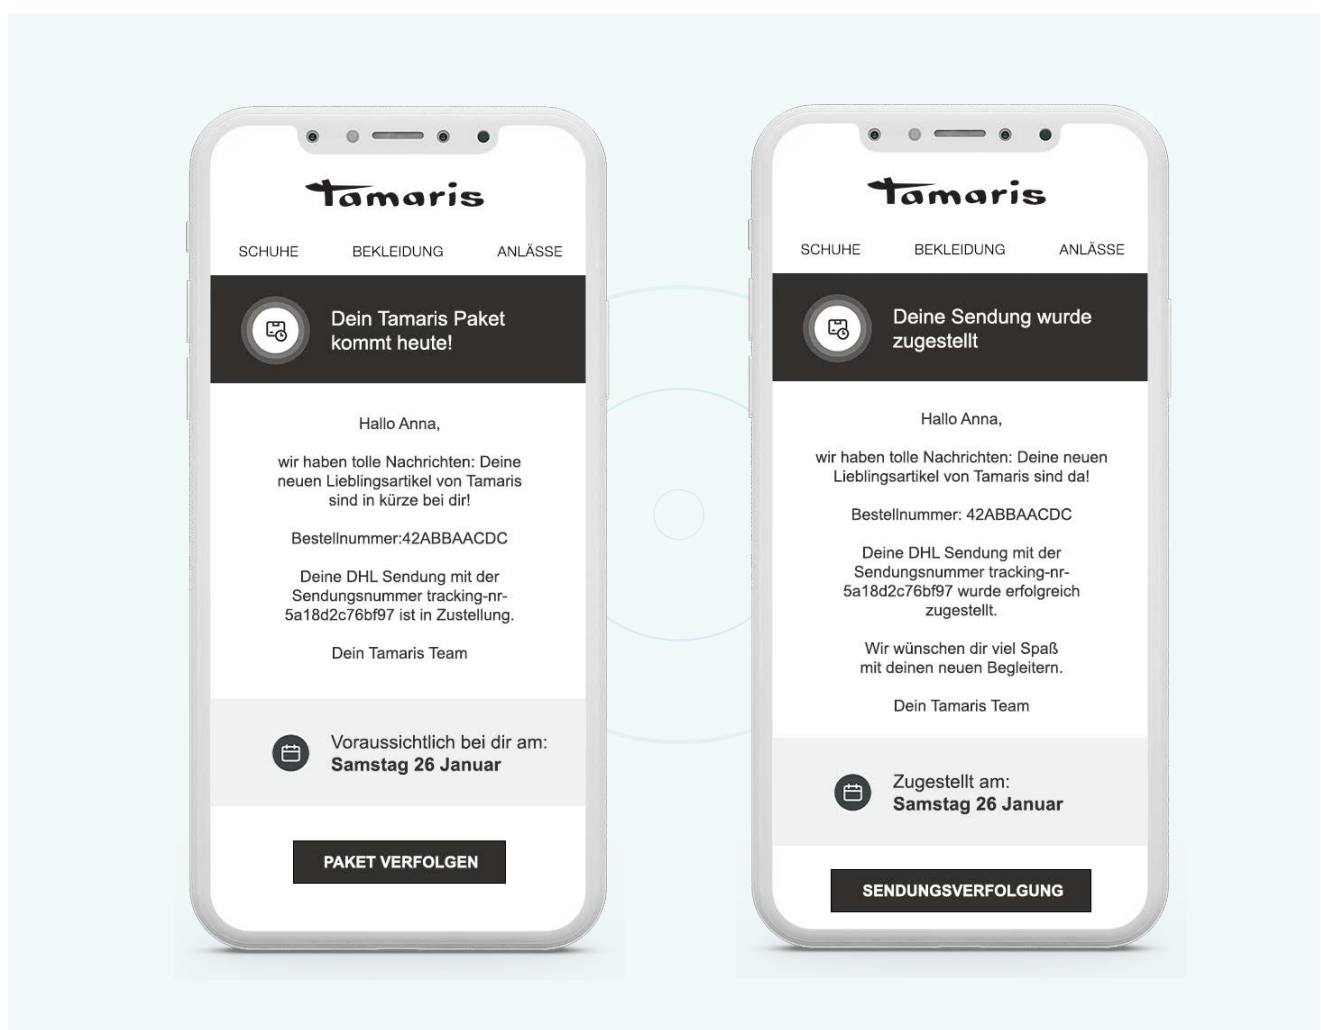 Tamaris
SCHUHE BEKLEIDUNG ANLÄSSE
Dein Tamaris Paket
kommt heute!
Hallo Anna,
wir haben tolle Nachrichten: Deine
neuen Lieblingsartikel von Tamaris
sind in kürze bei dir!
Bestellnummer:42ABBAACDC
Deine DHL Sendung mit der
Sendungsnummer tracking-nr-
5a18d2c76bf97 ist in Zustellung.
Dein Tamaris Team
Voraussichtlich bei dir am:
Samstag 26 Januar
PAKET VERFOLGEN
Tamaris
SCHUHE BEKLEIDUNG ANLÄSSE
Deine Sendung wurde
zugestellt
Hallo Anna,
wir haben tolle Nachrichten: Deine neuen
Lieblingsartikel von Tamaris sind da!
Bestellnummer: 42ABBAACDC
Deine DHL Sendung mit der
Sendungsnummer tracking-nr-
5a18d2c76bf97 wurde erfolgreich
zugestellt.
Wir wünschen dir viel Spaß
mit deinen neuen Begleitern.
Dein Tamaris Team
Zugestellt am:
Samstag 26 Januar
SENDUNGSVERFOLGUNG